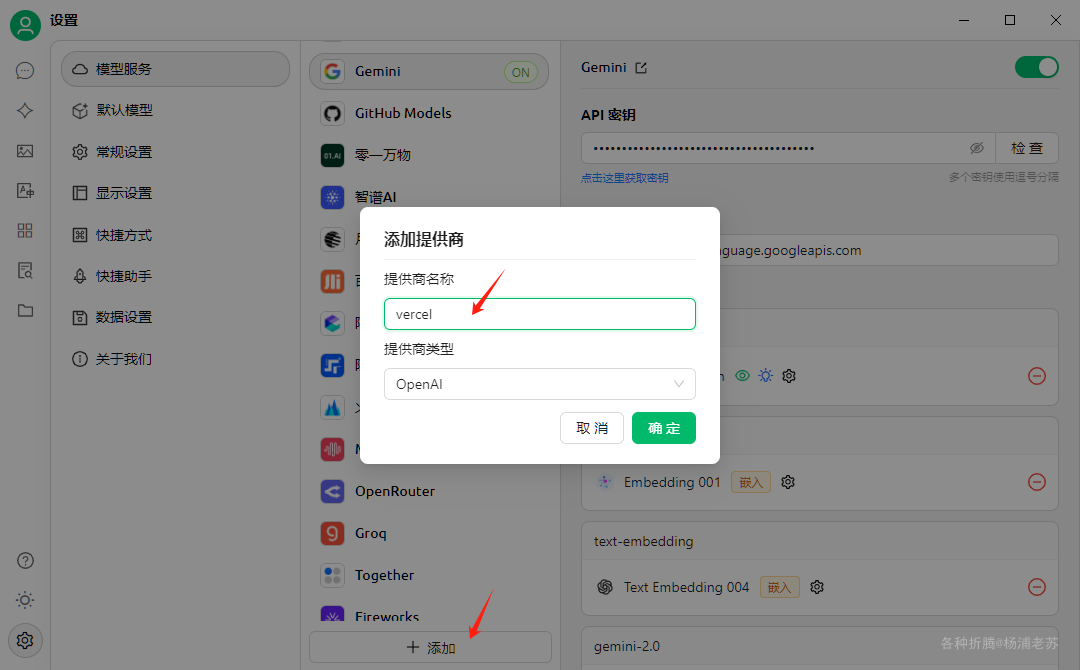 设置
模型服务
默认模型
常规设置
显示设置
快捷方式
快捷助手
数据设置
关于我们
Gemini
ON
GitHub Models
01.AI
零一万物
智谱AI
OpenRouter
Groq
Together
Fireworks
添加
Gemini
API 密钥
检 查
点击这里获取密钥
多个密钥使用逗号分隔
nguage.googleapis.com
Embedding 001
嵌入
text-embedding
Text Embedding 004
嵌入
gemini-2.0
添加提供商
提供商名称
vercel
提供商类型
OpenAI
取 消
确 定
各种折腾@杨浦老苏